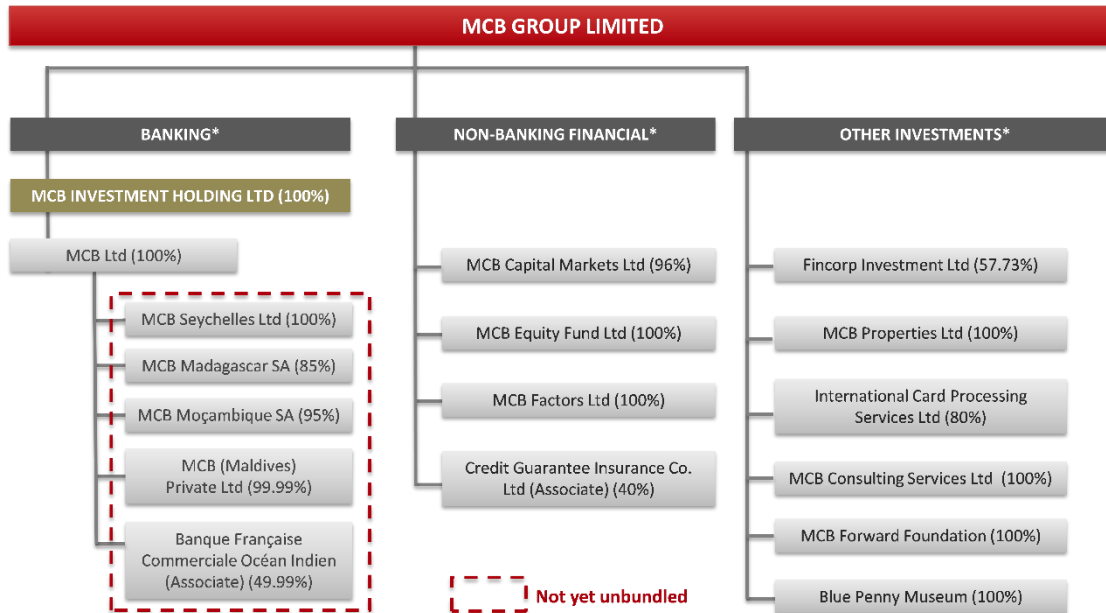 MCB GROUP LIMITED
BANKING*
MCB INVESTMENT HOLDING LTD (100%)
MCB Ltd (100%)
MCB Seychelles Ltd (100%)
MCB Madagascar SA (85%)
MCB Moçambique SA (95%)
MCB (Maldives)
Private Ltd (99.99%)
Banque Française
Commerciale Océan Indien
(Associate) (49.99%)
NON-BANKING FINANCIAL*
MCB Capital Markets Ltd (96%)
MCB Equity Fund Ltd (100%)
MCB Factors Ltd (100%)
Credit Guarantee Insurance Co.
Ltd (Associate) (40%)
OTHER INVESTMENTS*
Fincorp Investment Ltd (57.73%)
MCB Properties Ltd (100%)
International Card Processing
Services Ltd (80%)
MCB Consulting Services Ltd (100%)
MCB Forward Foundation (100%)
Blue Penny Museum (100%)
Not yet unbundled